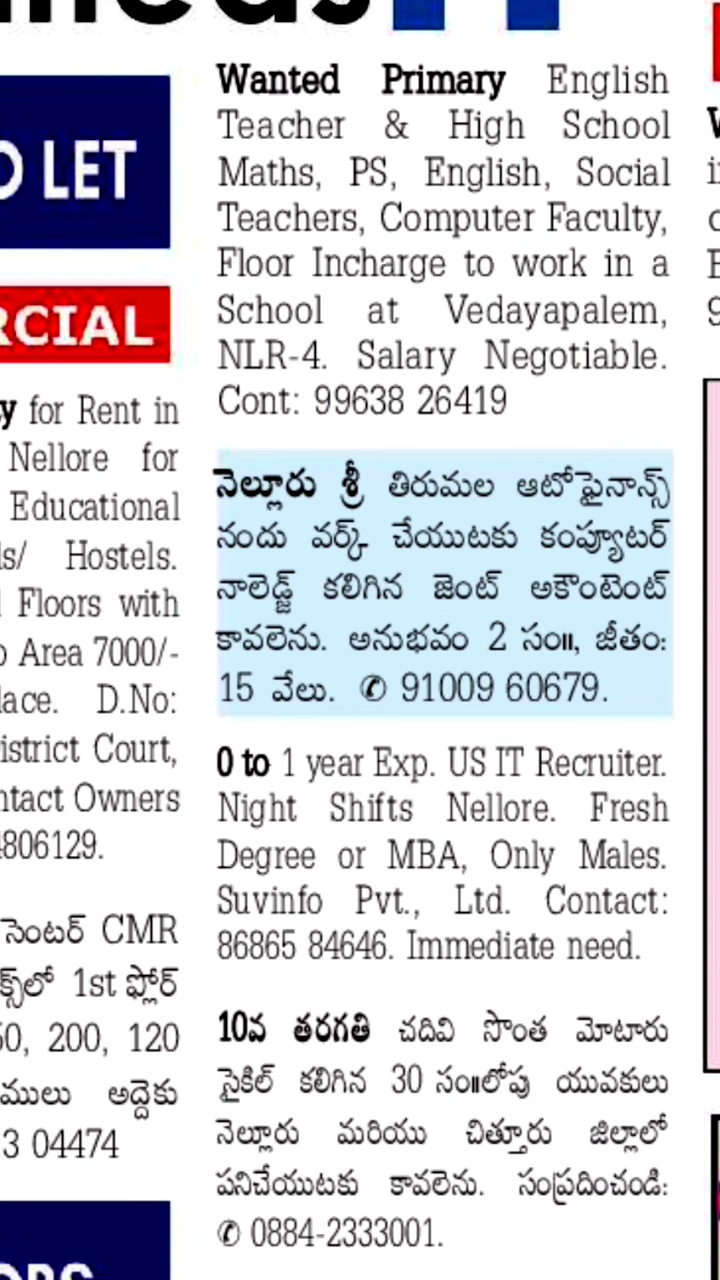 LET
for Rent in
Nellore for
Educational
Hostels.
Floors with
Area 7000/-
D.No:
Court,
Owners
4806129.
సెంటర్ CMR
1st ఫ్లోర్
200, 120
అద్దెకు
3 04474
Wanted Primary English
Teacher & High School
Maths, PS, English, Social
Teachers, Computer Faculty,
Floor Incharge to work in a
School at Vedayapalem,
NLR-4. Salary Negotiable.
Cont: 99638 26419
నెల్లూరు శ్రీ తిరుమల ఆటోఫైనాన్స్
నందు వర్క్ చేయుటకు కంప్యూటర్
నాలెడ్జ్ కలిగిన జెంట్ అకౌంటెంట్
కావలెను. అనుభవం 2 సం॥, జీతం:
15 వేలు. ✆ 91009 60679.
0 to 1 year Exp. US IT Recruiter.
Night Shifts Nellore. Fresh
Degree or MBA, Only Males.
Suvinfo Pvt., Ltd. Contact:
86865 84646. Immediate need.
10వ తరగతి చదివి సొంత మోటారు
సైకిల్ కలిగిన 30 సం॥లోపు యువకులు
నెల్లూరు మరియు చిత్తూరు జిల్లాలో
పనిచేయుటకు కావలెను. సంప్రదించండి:
✆ 0884-2333001.